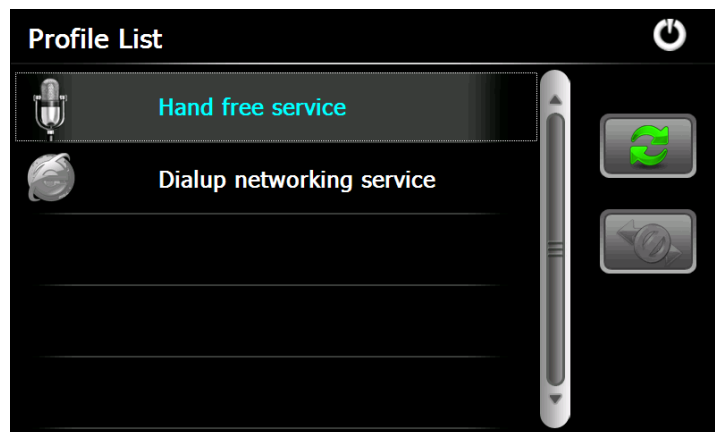 Profile List
Hand free service
Dialup networking service